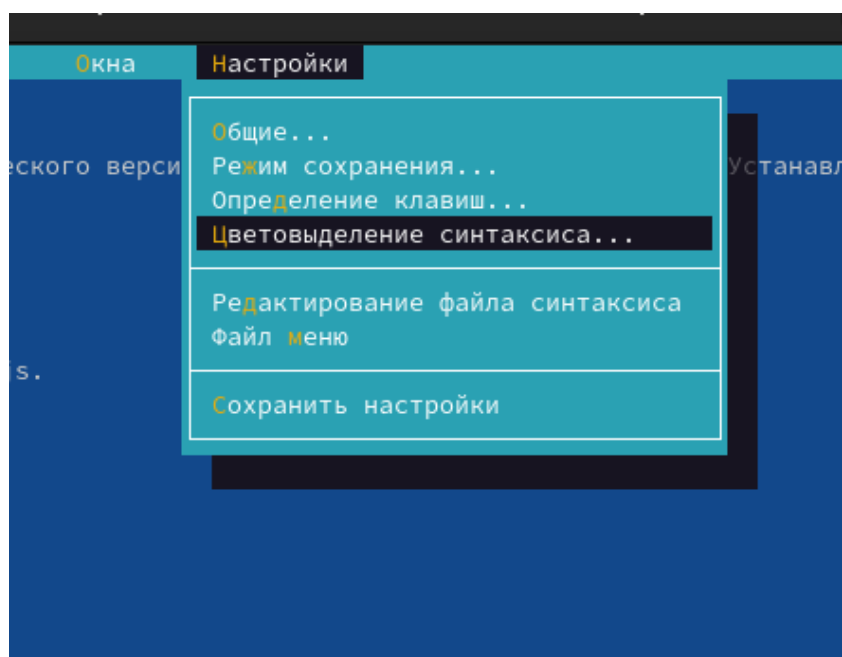 Окна Настройки
Общие...
еского верси Режим сохранения... Устанавл
Определение клавиш...
Цветовыделение синтаксиса...
Редактирование файла синтаксиса
Файл меню
js.
Сохранить настройки